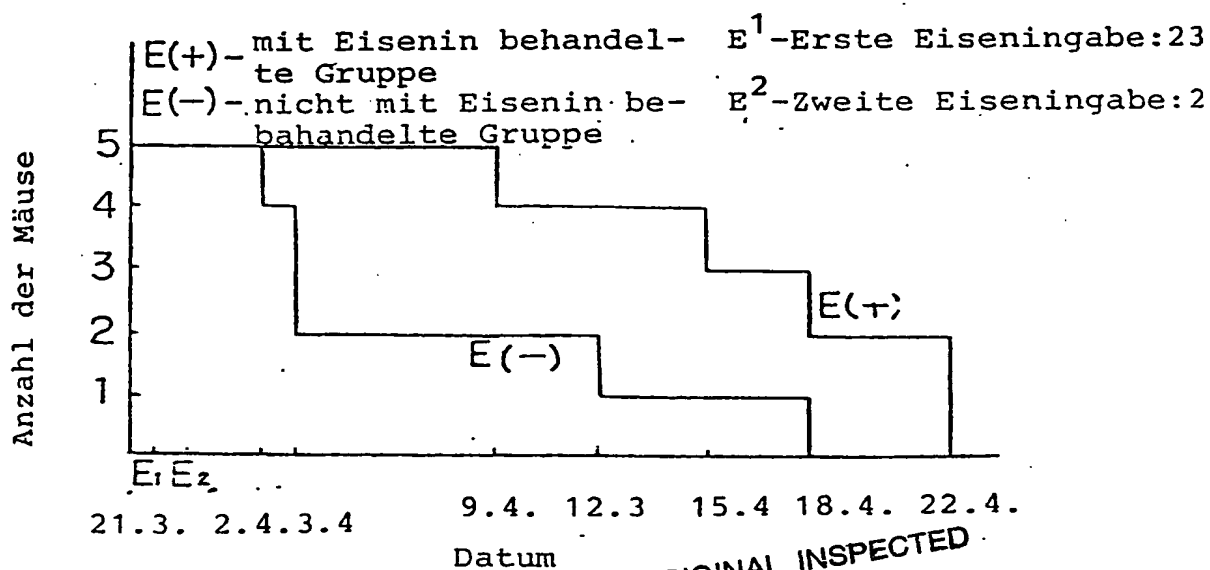 E(+)- mit Eisenin behandel- E¹-Erste Eiseningabe:23
te Gruppe
E(-)- nicht mit Eisenin be- E²-Zweite Eiseningabe:2
bahandelte Gruppe
Anzahl der Mäuse
5
4
3
2
1
E(+)
E(-)
E1 E2
21.3. 2.4.3.4 9.4. 12.3 15.4 18.4. 22.4.
Datum
INSPECTED